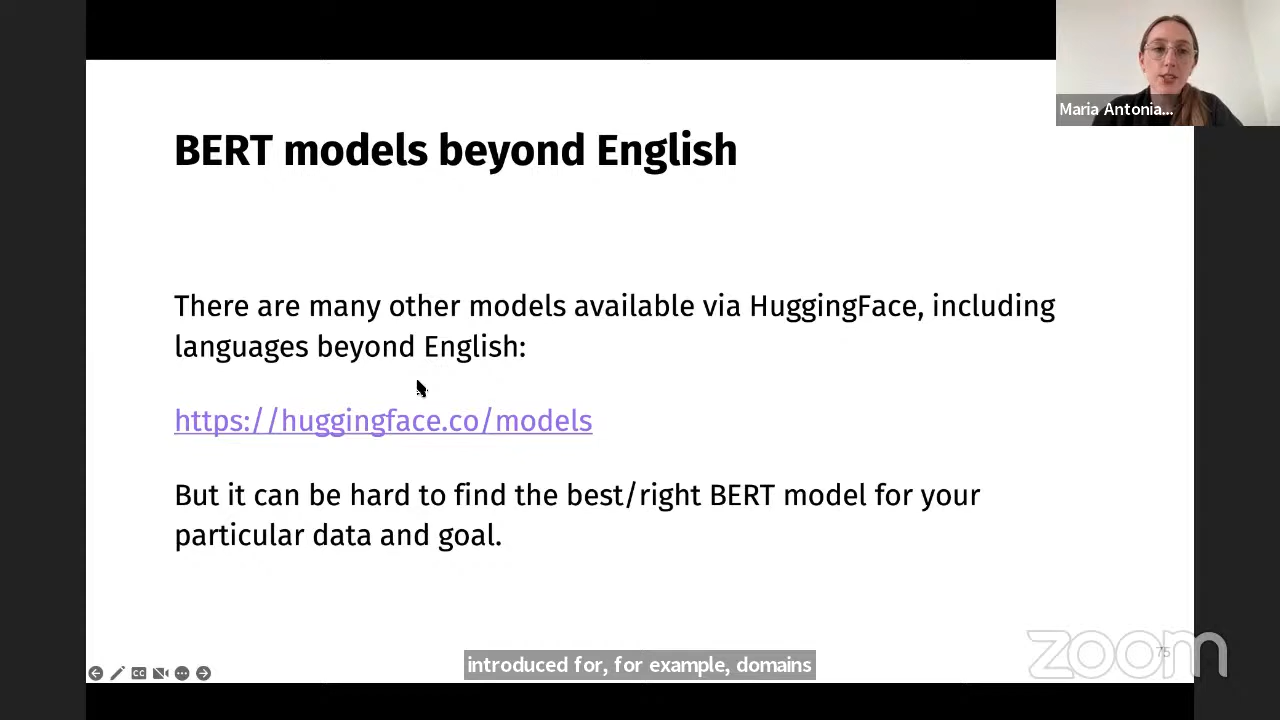 Maria Antonia...
BERT models beyond English
There are many other models available via HuggingFace, including
languages beyond English:
https://huggingface.co/models
But it can be hard to find the best/right BERT model for your
particular data and goal.
introduced for, for example, domains
zoom
75